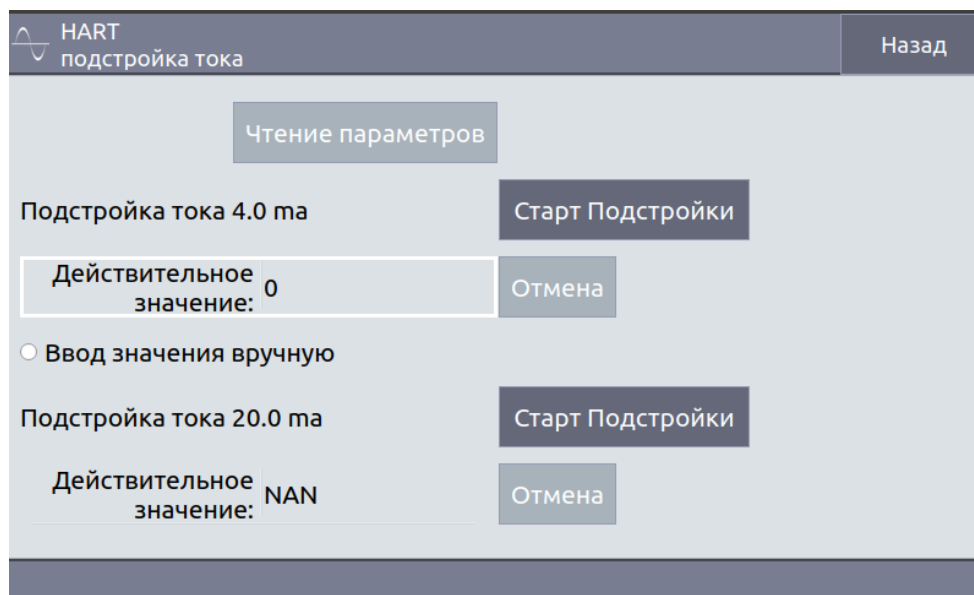 HART
подстройка тока
Назад
Чтение параметров
Подстройка тока 4.0 ma
Старт Подстройки
Действительное
значение:
0
Отмена
Ввод значения вручную
Подстройка тока 20.0 ma
Старт Подстройки
Действительное
значение:
NAN
Отмена